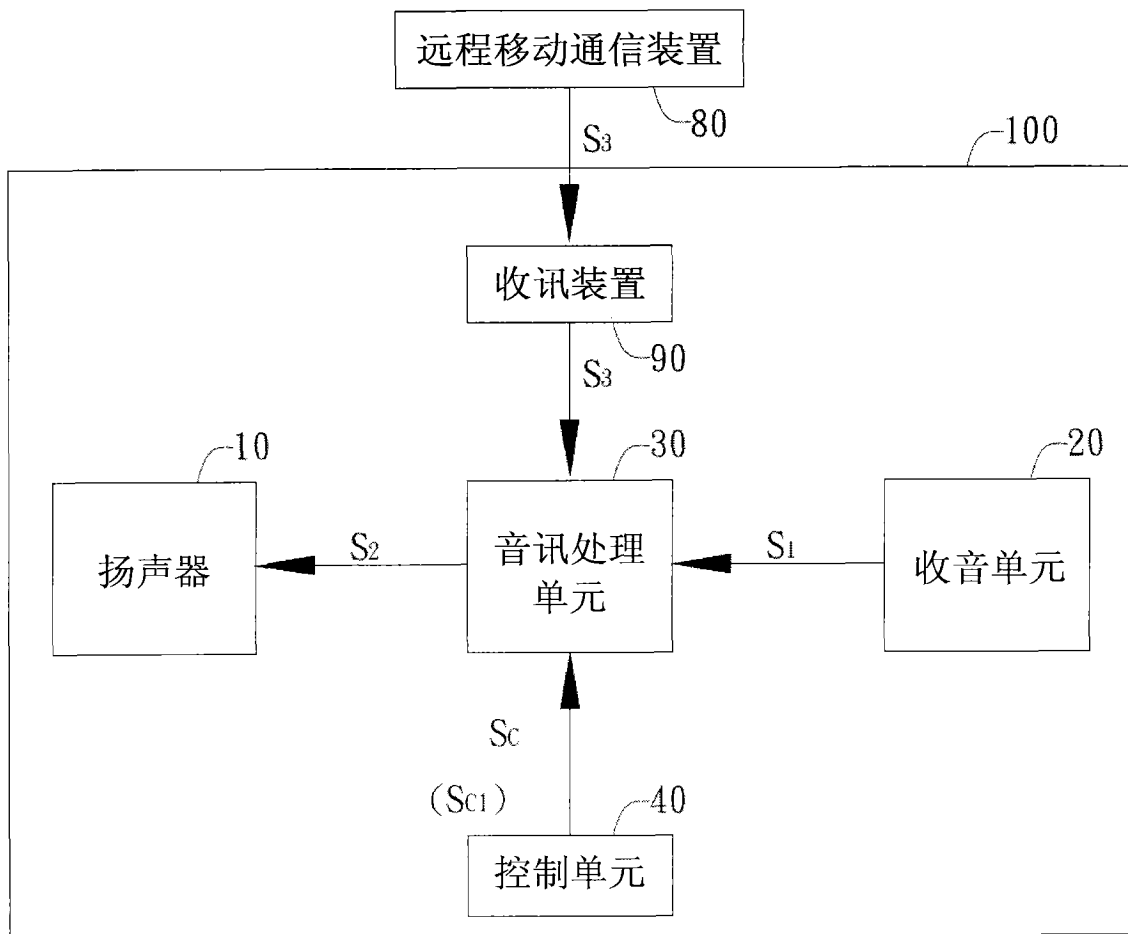 远程移动通信装置
80
S3
100
收讯装置
90
S3
10
30
20
扬声器
S2
音讯处理
单元
S1
收音单元
SC
(SC1)
40
控制单元